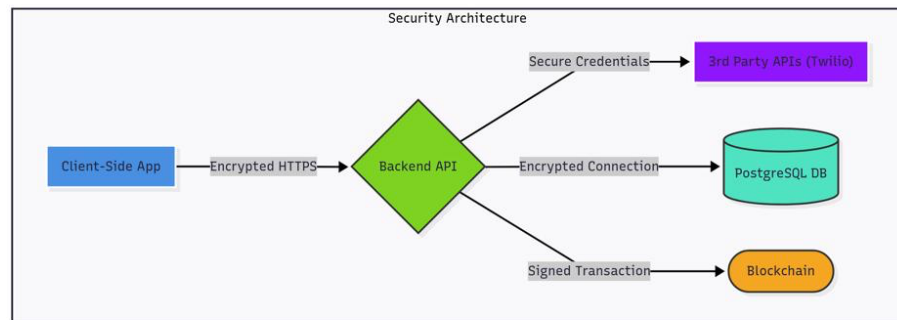 Security Architecture
Secure Credentials
3rd Party APIs (Twilio)
Client-Side App
Encrypted HTTPS
Backend API
Encrypted Connection
PostgreSQL DB
Signed Transaction
Blockchain